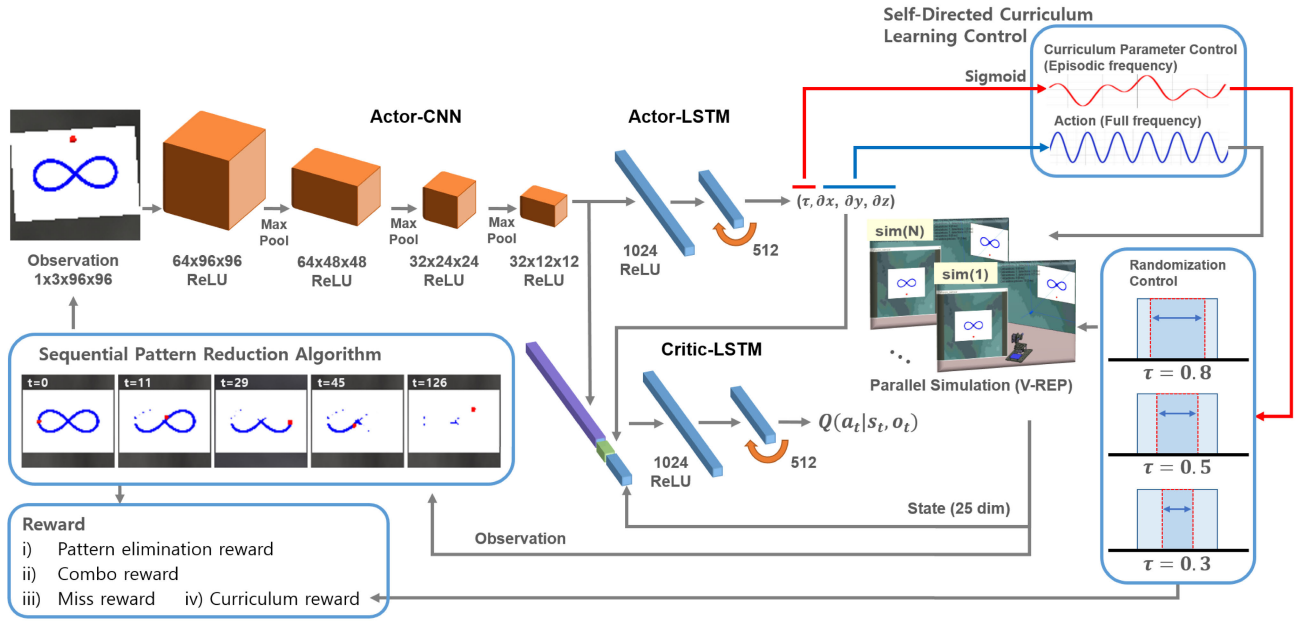 Self-Directed Curriculum
Learning Control
Curriculum Parameter Control
(Episodic frequency)
Sigmoid
Action (Full frequency)
Actor-CNN
Actor-LSTM
Max
Pool
Max
Pool
Max
Pool
(τ, ∂x, ∂y, ∂z)
1024
ReLU
512
Observation
1x3x96x96
64x96x96
ReLU
64x48x48
ReLU
32x24x24
ReLU
32x12x12
ReLU
sim(N)
sim(1)
Parallel Simulation (V-REP)
Randomization
Control
τ = 0.8
τ = 0.5
τ = 0.3
Sequential Pattern Reduction Algorithm
t=0
t=11
t=29
t=45
t=126
Critic-LSTM
1024
ReLU
512
Q(a_t|s_t, o_t)
State (25 dim)
Observation
Reward
i) Pattern elimination reward
ii) Combo reward
iii) Miss reward iv) Curriculum reward